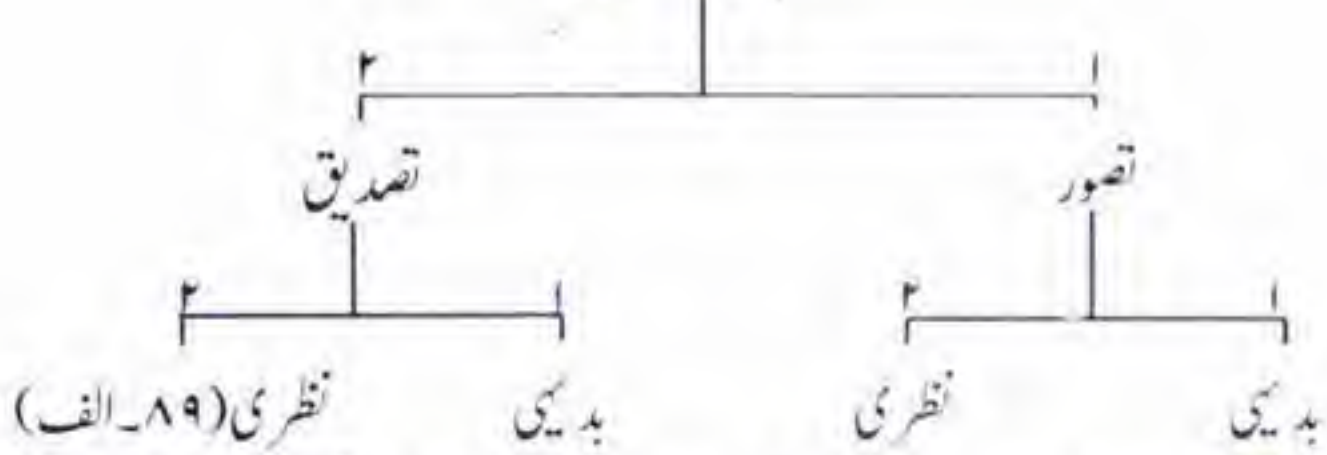 ۱ ۲
تصور تصدیق
۱ ۲ ۱ ۲
بدیہی نظری بدیہی نظری (۸۹۔الف)